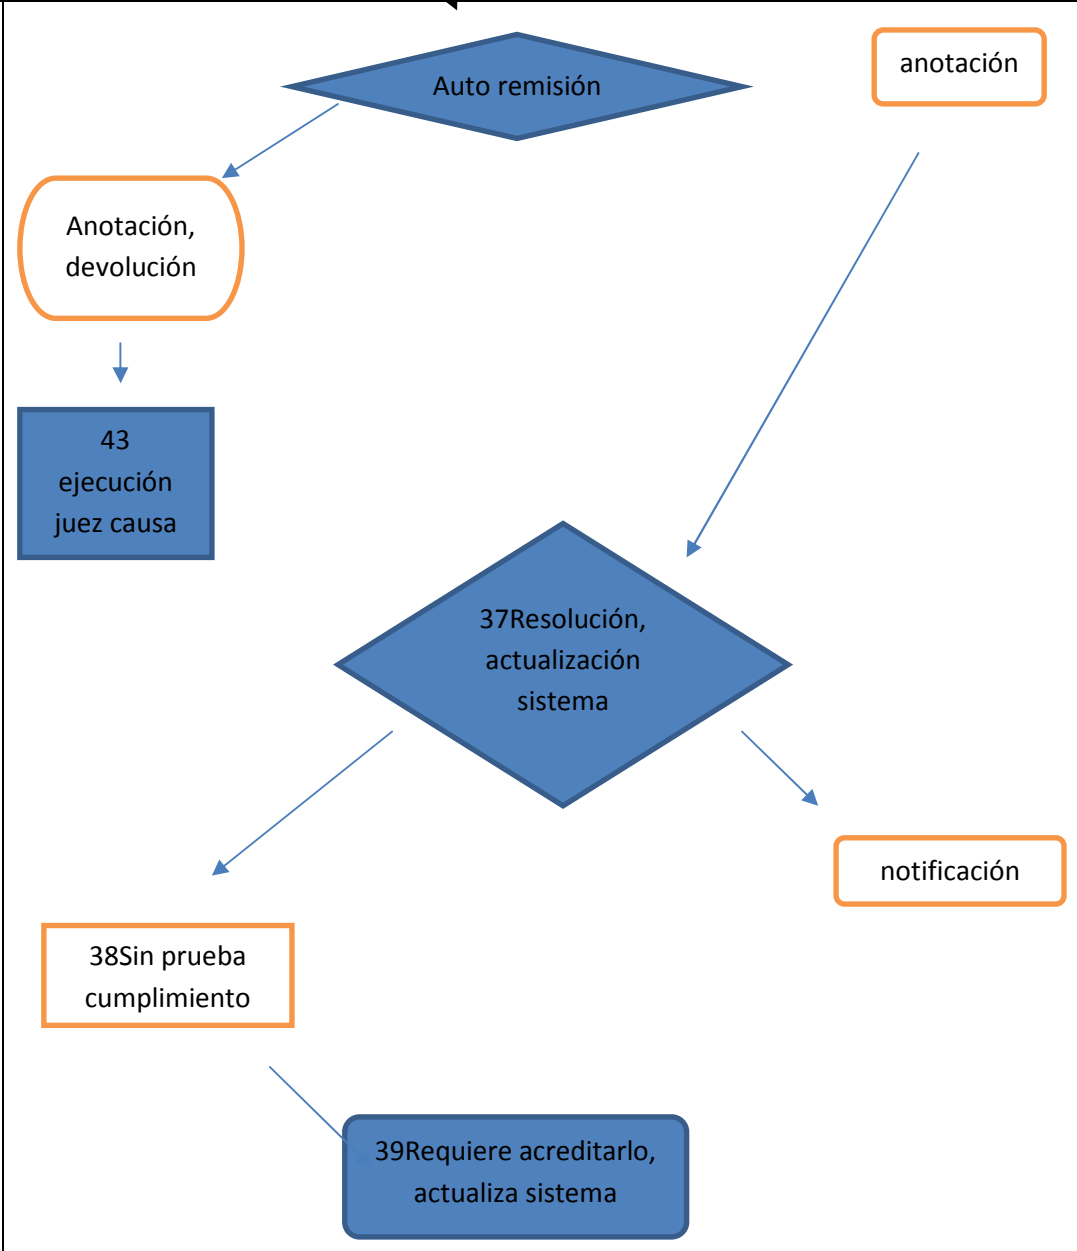 Auto remisión
anotación
Anotación,
devolución
43
ejecución
juez causa
37Resolución,
actualización
sistema
notificación
38Sin prueba
cumplimiento
39Requiere acreditarlo,
actualiza sistema